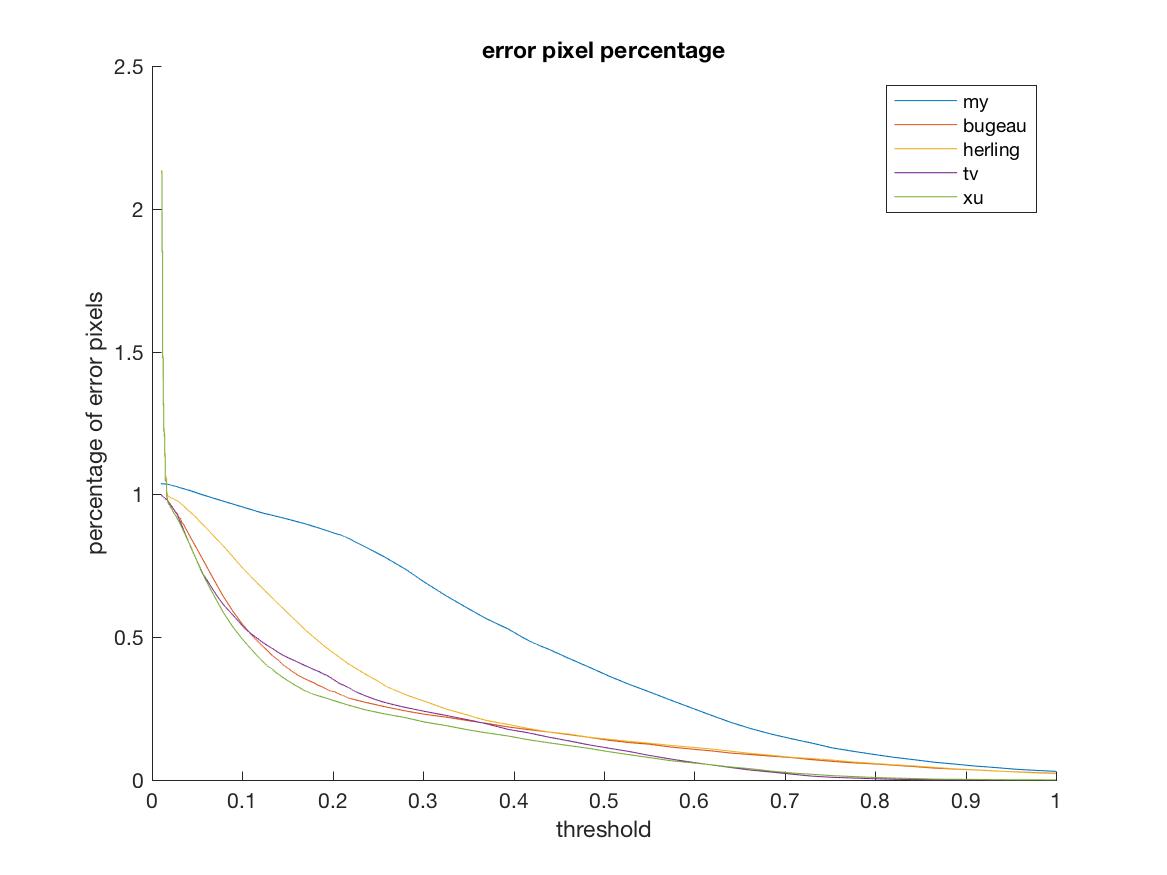 error pixel percentage
2.5
2
1.5
1
0.5
0
percentage of error pixels
my
bugeau
herling
tv
xu
0 0.1 0.2 0.3 0.4 0.5 0.6 0.7 0.8 0.9 1
threshold